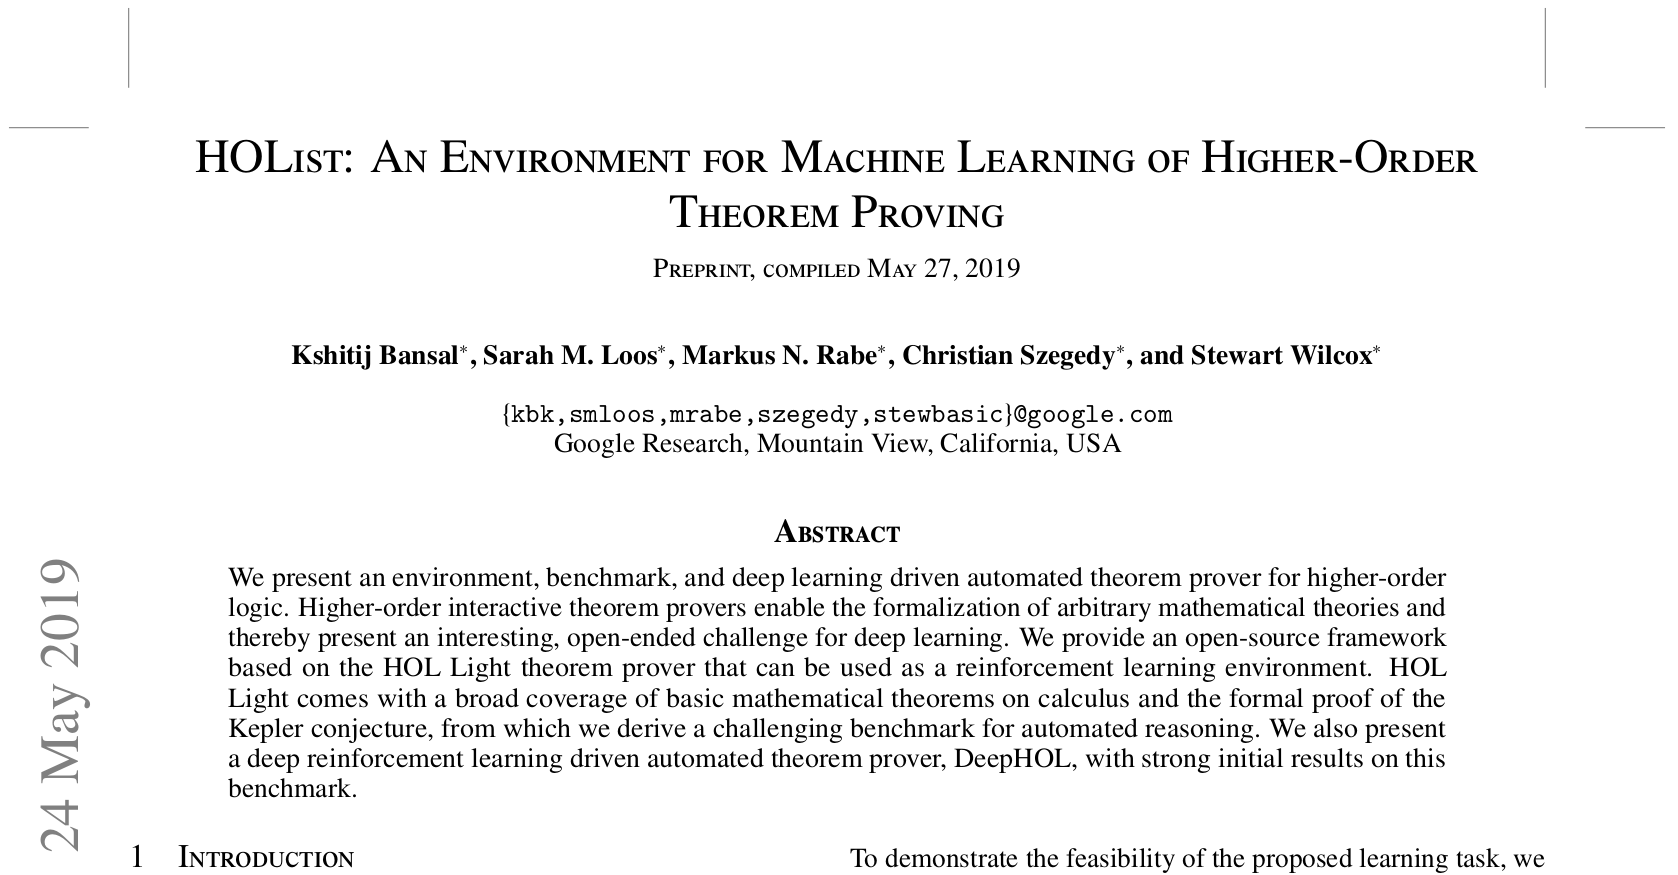 HOList: An Environment for Machine Learning of Higher-Order
Theorem Proving
Preprint, compiled May 27, 2019
Kshitij Bansal*, Sarah M. Loos*, Markus N. Rabe*, Christian Szegedy*, and Stewart Wilcox*
{kbk,smloos,mrabe,szegedy,stewbasic}@google.com
Google Research, Mountain View, California, USA
Abstract
We present an environment, benchmark, and deep learning driven automated theorem prover for higher-order
logic. Higher-order interactive theorem provers enable the formalization of arbitrary mathematical theories and
thereby present an interesting, open-ended challenge for deep learning. We provide an open-source framework
based on the HOL Light theorem prover that can be used as a reinforcement learning environment. HOL
Light comes with a broad coverage of basic mathematical theorems on calculus and the formal proof of the
Kepler conjecture, from which we derive a challenging benchmark for automated reasoning. We also present
a deep reinforcement learning driven automated theorem prover, DeepHOL, with strong initial results on this
benchmark.
24 May 2019
1 Introduction
To demonstrate the feasibility of the proposed learning task, we